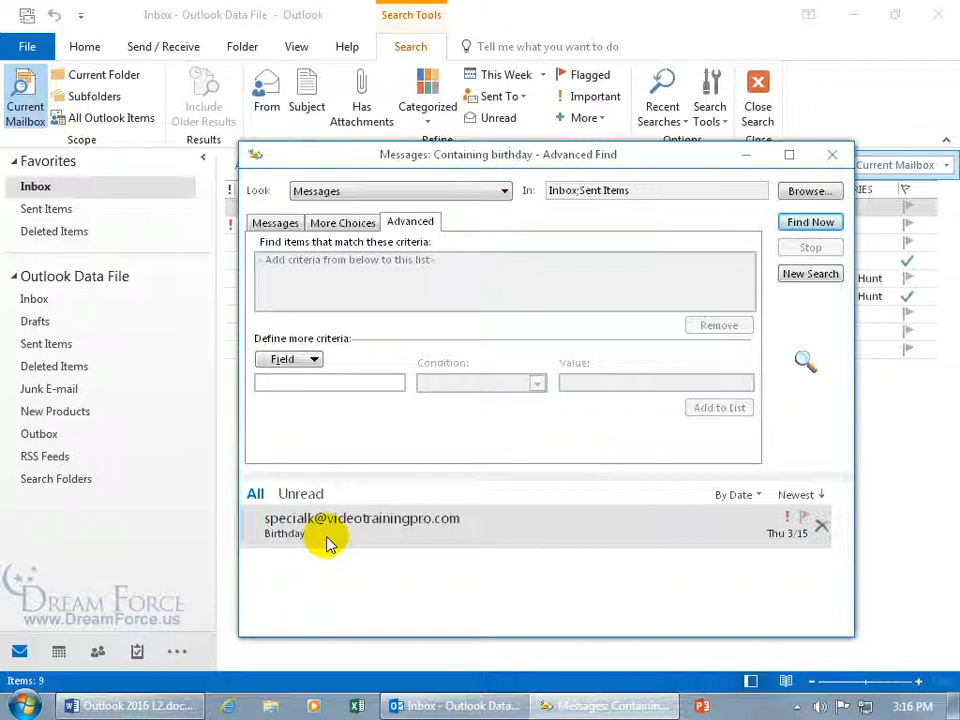 Inbox - Outlook Data File - Outlook
Search Tools
File
Home
Send / Receive
Folder
View
Help
Search
Tell me what you want to do
Current Mailbox
Current Folder
Subfolders
All Outlook Items
Scope
Include Older Results
Results
From
Subject
Has Attachments
Categorized
This Week
Sent To
Unread
Flagged
Important
More
Refine
Recent Searches
Search Tools
Options
Close Search
Close
Favorites
Inbox
Sent Items
Deleted Items
Outlook Data File
Inbox
Drafts
Sent Items
Deleted Items
Junk E-mail
New Products
Outbox
RSS Feeds
Search Folders
Current Mailbox
Hunt
Hunt
Messages: Containing birthday - Advanced Find
Look:
Messages
In:
Inbox;Sent Items
Browse...
Messages
More Choices
Advanced
Find Now
Stop
New Search
Find items that match these criteria:
<Add criteria from below to this list>
Remove
Define more criteria:
Field
Condition:
Value:
Add to List
All
Unread
By Date
Newest
specialk@videotrainingpro.com
Birthday
Thu 3/15
DREAM FORCE
www.DreamForce.us
Items: 9
Outlook 2016 L2.doc...
Inbox - Outlook Data...
Messages: Containin...
3:16 PM